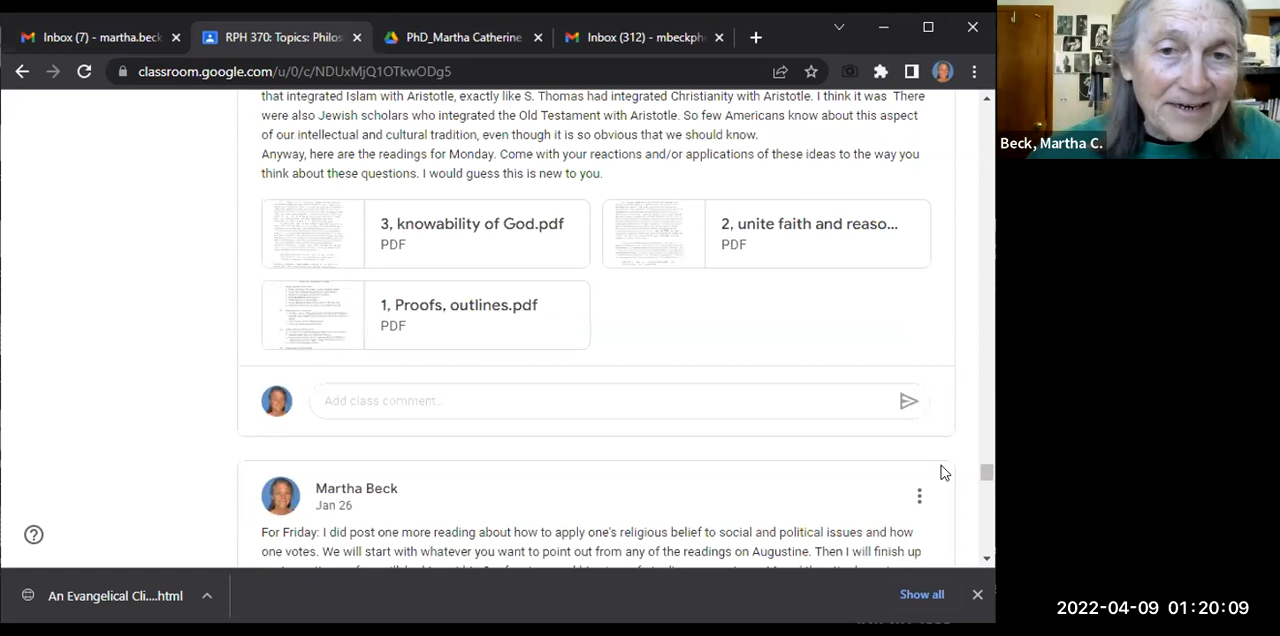 Inbox (7) - martha.beck
RPH 370: Topics: Philos
PhD_Martha Catherine
Inbox (312) - mbeckph
classroom.google.com/u/0/c/NDUxMjQ1OTkwODg5
that integrated Islam with Aristotle, exactly like S. Thomas had integrated Christianity with Aristotle. I think it was There
were also Jewish scholars who integrated the Old Testament with Aristotle. So few Americans know about this aspect
of our intellectual and cultural tradition, even though it is so obvious that we should know.
Anyway, here are the readings for Monday. Come with your reactions and/or applications of these ideas to the way you
think about these questions. I would guess this is new to you.
3, knowability of God.pdf
PDF
2, unite faith and reaso...
PDF
1, Proofs, outlines.pdf
PDF
Add class comment...
Martha Beck
Jan 26
For Friday: I did post one more reading about how to apply one's religious belief to social and political issues and how
one votes. We will start with whatever you want to point out from any of the readings on Augustine. Then I will finish up
An Evangelical Cli....html
Show all
Beck, Martha C.
2022-04-09 01:20:09